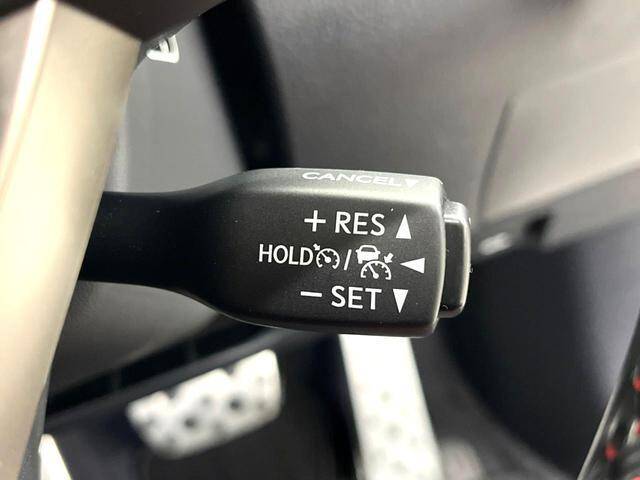 CANCEL▼
+ RES ▲
HOLD / ◀
− SET ▼